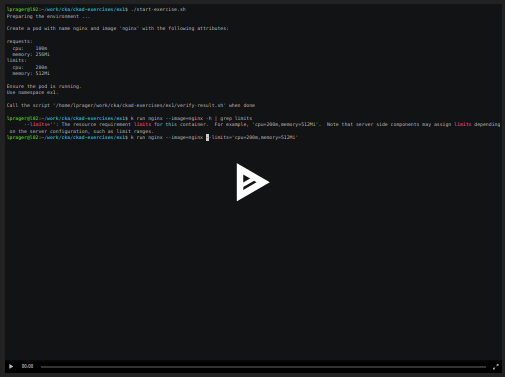 lprager@l02:~/work/cka/ckad-exercises/ex1$ ./start-exercise.sh
Preparing the environment ...
Create a pod with name nginx and image 'nginx' with the following attributes:
requests:
cpu: 100m
memory: 256Mi
limits:
cpu: 200m
memory: 512Mi
Ensure the pod is running.
Use namespace ex1.
Call the script '/home/lprager/work/cka/ckad-exercises/ex1/verify-result.sh' when done
lprager@l02:~/work/cka/ckad-exercises/ex1$ k run nginx --image=nginx -h | grep limits
--limits='': The resource requirement limits for this container. For example, 'cpu=200m,memory=512Mi'. Note that server side components may assign limits depending
on the server configuration, such as limit ranges.
lprager@l02:~/work/cka/ckad-exercises/ex1$ k run nginx --image=nginx --limits='cpu=200m,memory=512Mi'
00:00